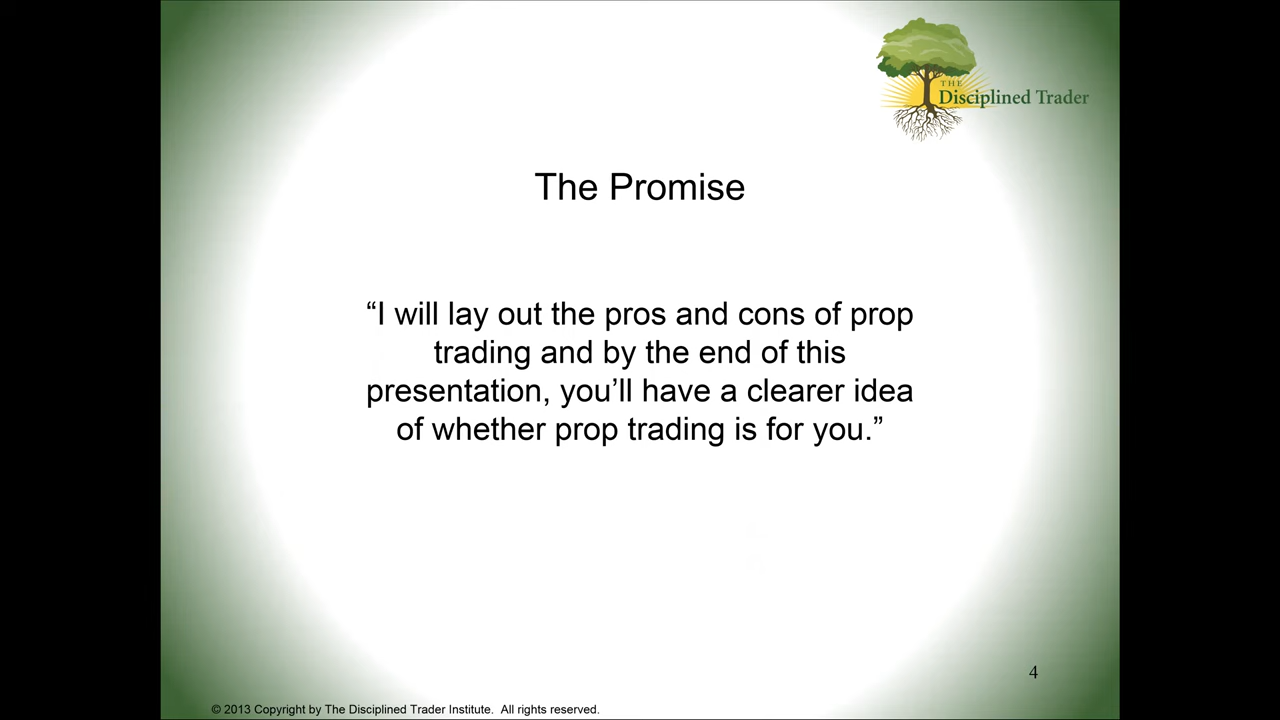 THE
Disciplined Trader
The Promise
“I will lay out the pros and cons of prop
trading and by the end of this
presentation, you’ll have a clearer idea
of whether prop trading is for you.”
4
© 2013 Copyright by The Disciplined Trader Institute.  All rights reserved.